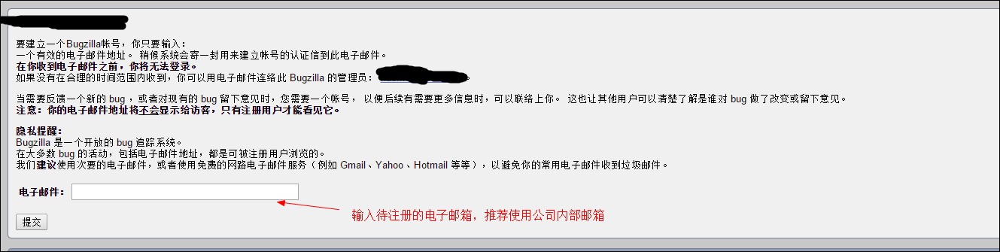 要建立一个Bugzilla帐号，你只要输入：
一个有效的电子邮件地址。 稍候系统会寄一封用来建立帐号的认证信到此电子邮件。
在你收到电子邮件之前，你将无法登录。
如果没有在合理的时间范围内收到，你可以用电子邮件连络此 Bugzilla 的管理员： 。
当需要反馈一个新的 bug ，或者对现有的 bug 留下意见时，您需要一个帐号， 以便后续有需要更多信息时，可以联络上你。 这也让其他用户可以清楚了解是谁对 bug 做了改变或留下意见。
注意：你的电子邮件地址将不会显示给访客，只有注册用户才能看见它。
隐私提醒：
Bugzilla 是一个开放的 bug 追踪系统。
在大多数 bug 的活动，包括电子邮件地址，都是可被注册用户浏览的。
我们建议使用次要的电子邮件，或者使用免费的网路电子邮件服务（例如 Gmail、Yahoo、Hotmail 等等），以避免你的常用电子邮件收到垃圾邮件。
电子邮件：
输入待注册的电子邮箱，推荐使用公司内部邮箱
提交